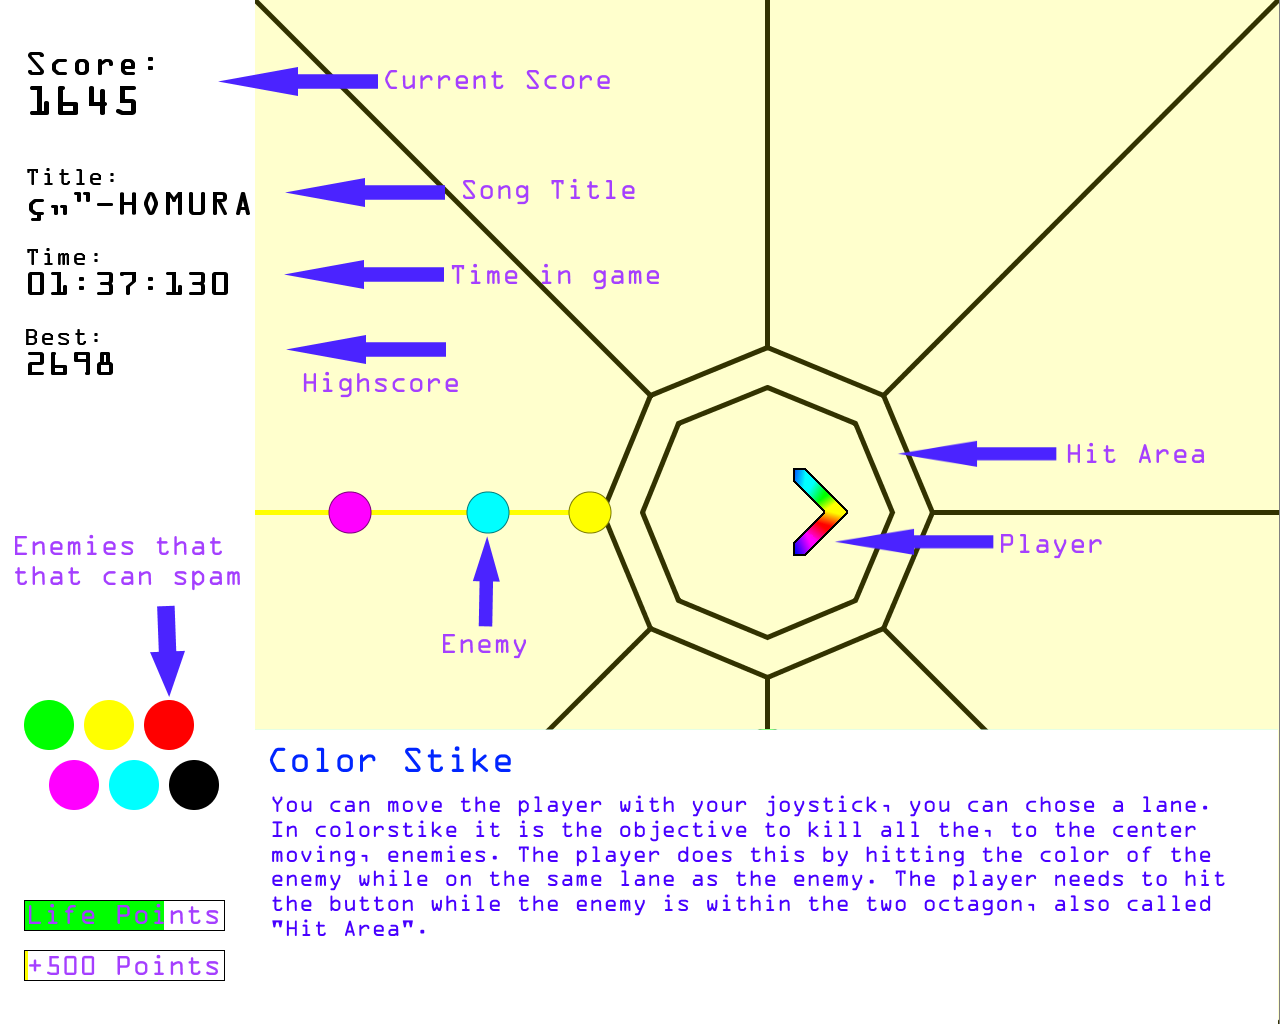 Score:
1645
Current Score
Title:
ç„”-HOMURA
Song Title
Time:
01:37:130
Time in game
Best:
2698
Highscore
Hit Area
Player
Enemies that
that can spam
Enemy
Color Stike
You can move the player with your joystick, you can chose a lane.
In colorstike it is the objective to kill all the, to the center
moving, enemies. The player does this by hitting the color of the
enemy while on the same lane as the enemy. The player needs to hit
the button while the enemy is within the two octagon, also called
"Hit Area".
Life Points
+500 Points